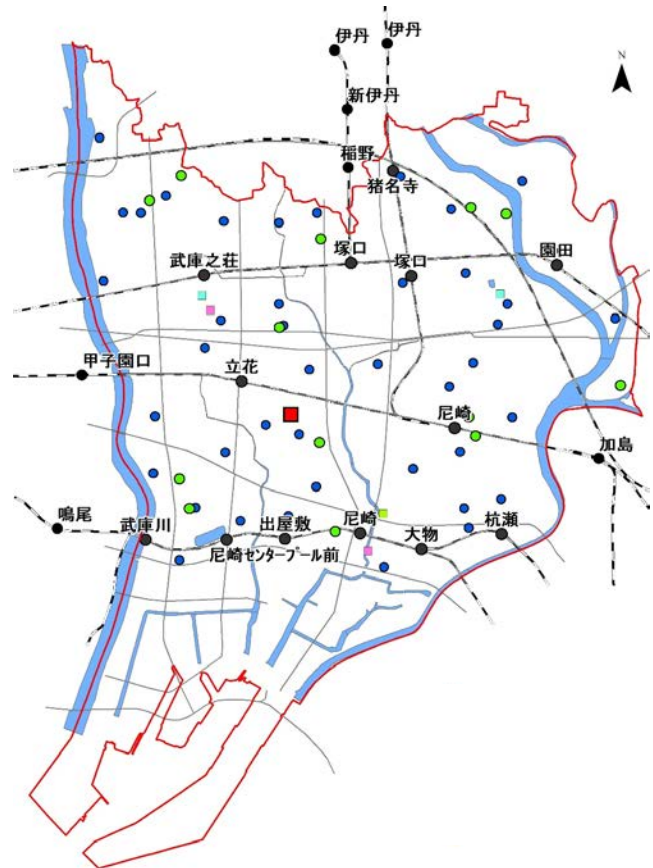 伊丹
伊丹
N
新伊丹
稲野
猪名寺
塚口
園田
武庫之荘
塚口
甲子園口
立花
尼崎
加島
鳴尾
武庫川
出屋敷
尼崎
杭瀬
尼崎センタープール前
大物